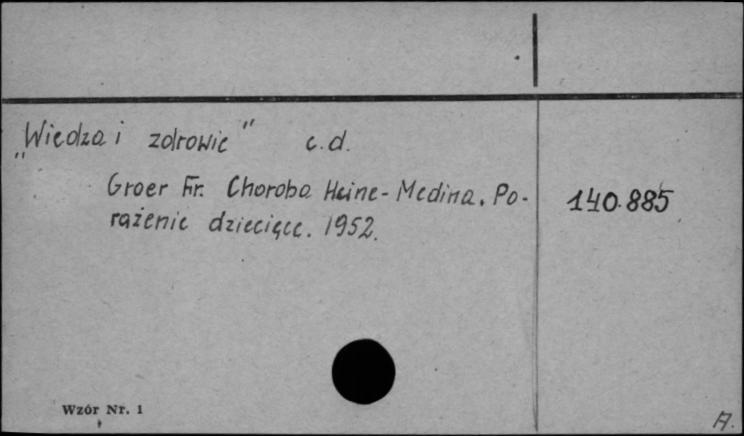 „Wiedza i zdrowie" c.d.
Groer Fr. Choroba Heine-Medina. Po-
rażenie dziecięce. 1952.
140.885
Wzór Nr. 1
A.